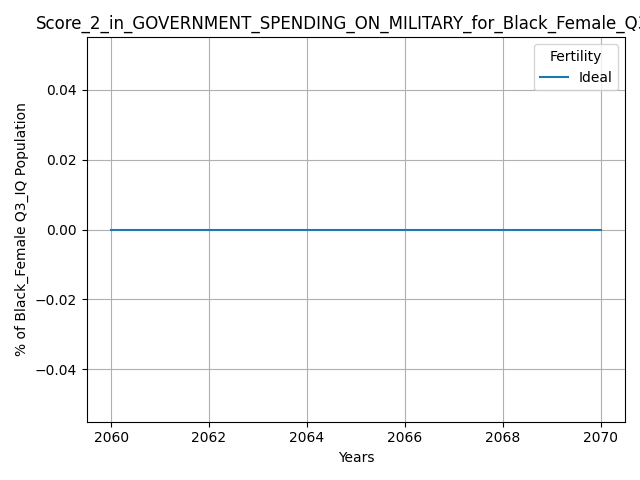 Score_2_in_GOVERNMENT_SPENDING_ON_MILITARY_for_Black_Female_Q3
Fertility
Ideal
0.04
0.02
0.00
−0.02
−0.04
% of Black_Female Q3_IQ Population
2060 2062 2064 2066 2068 2070
Years